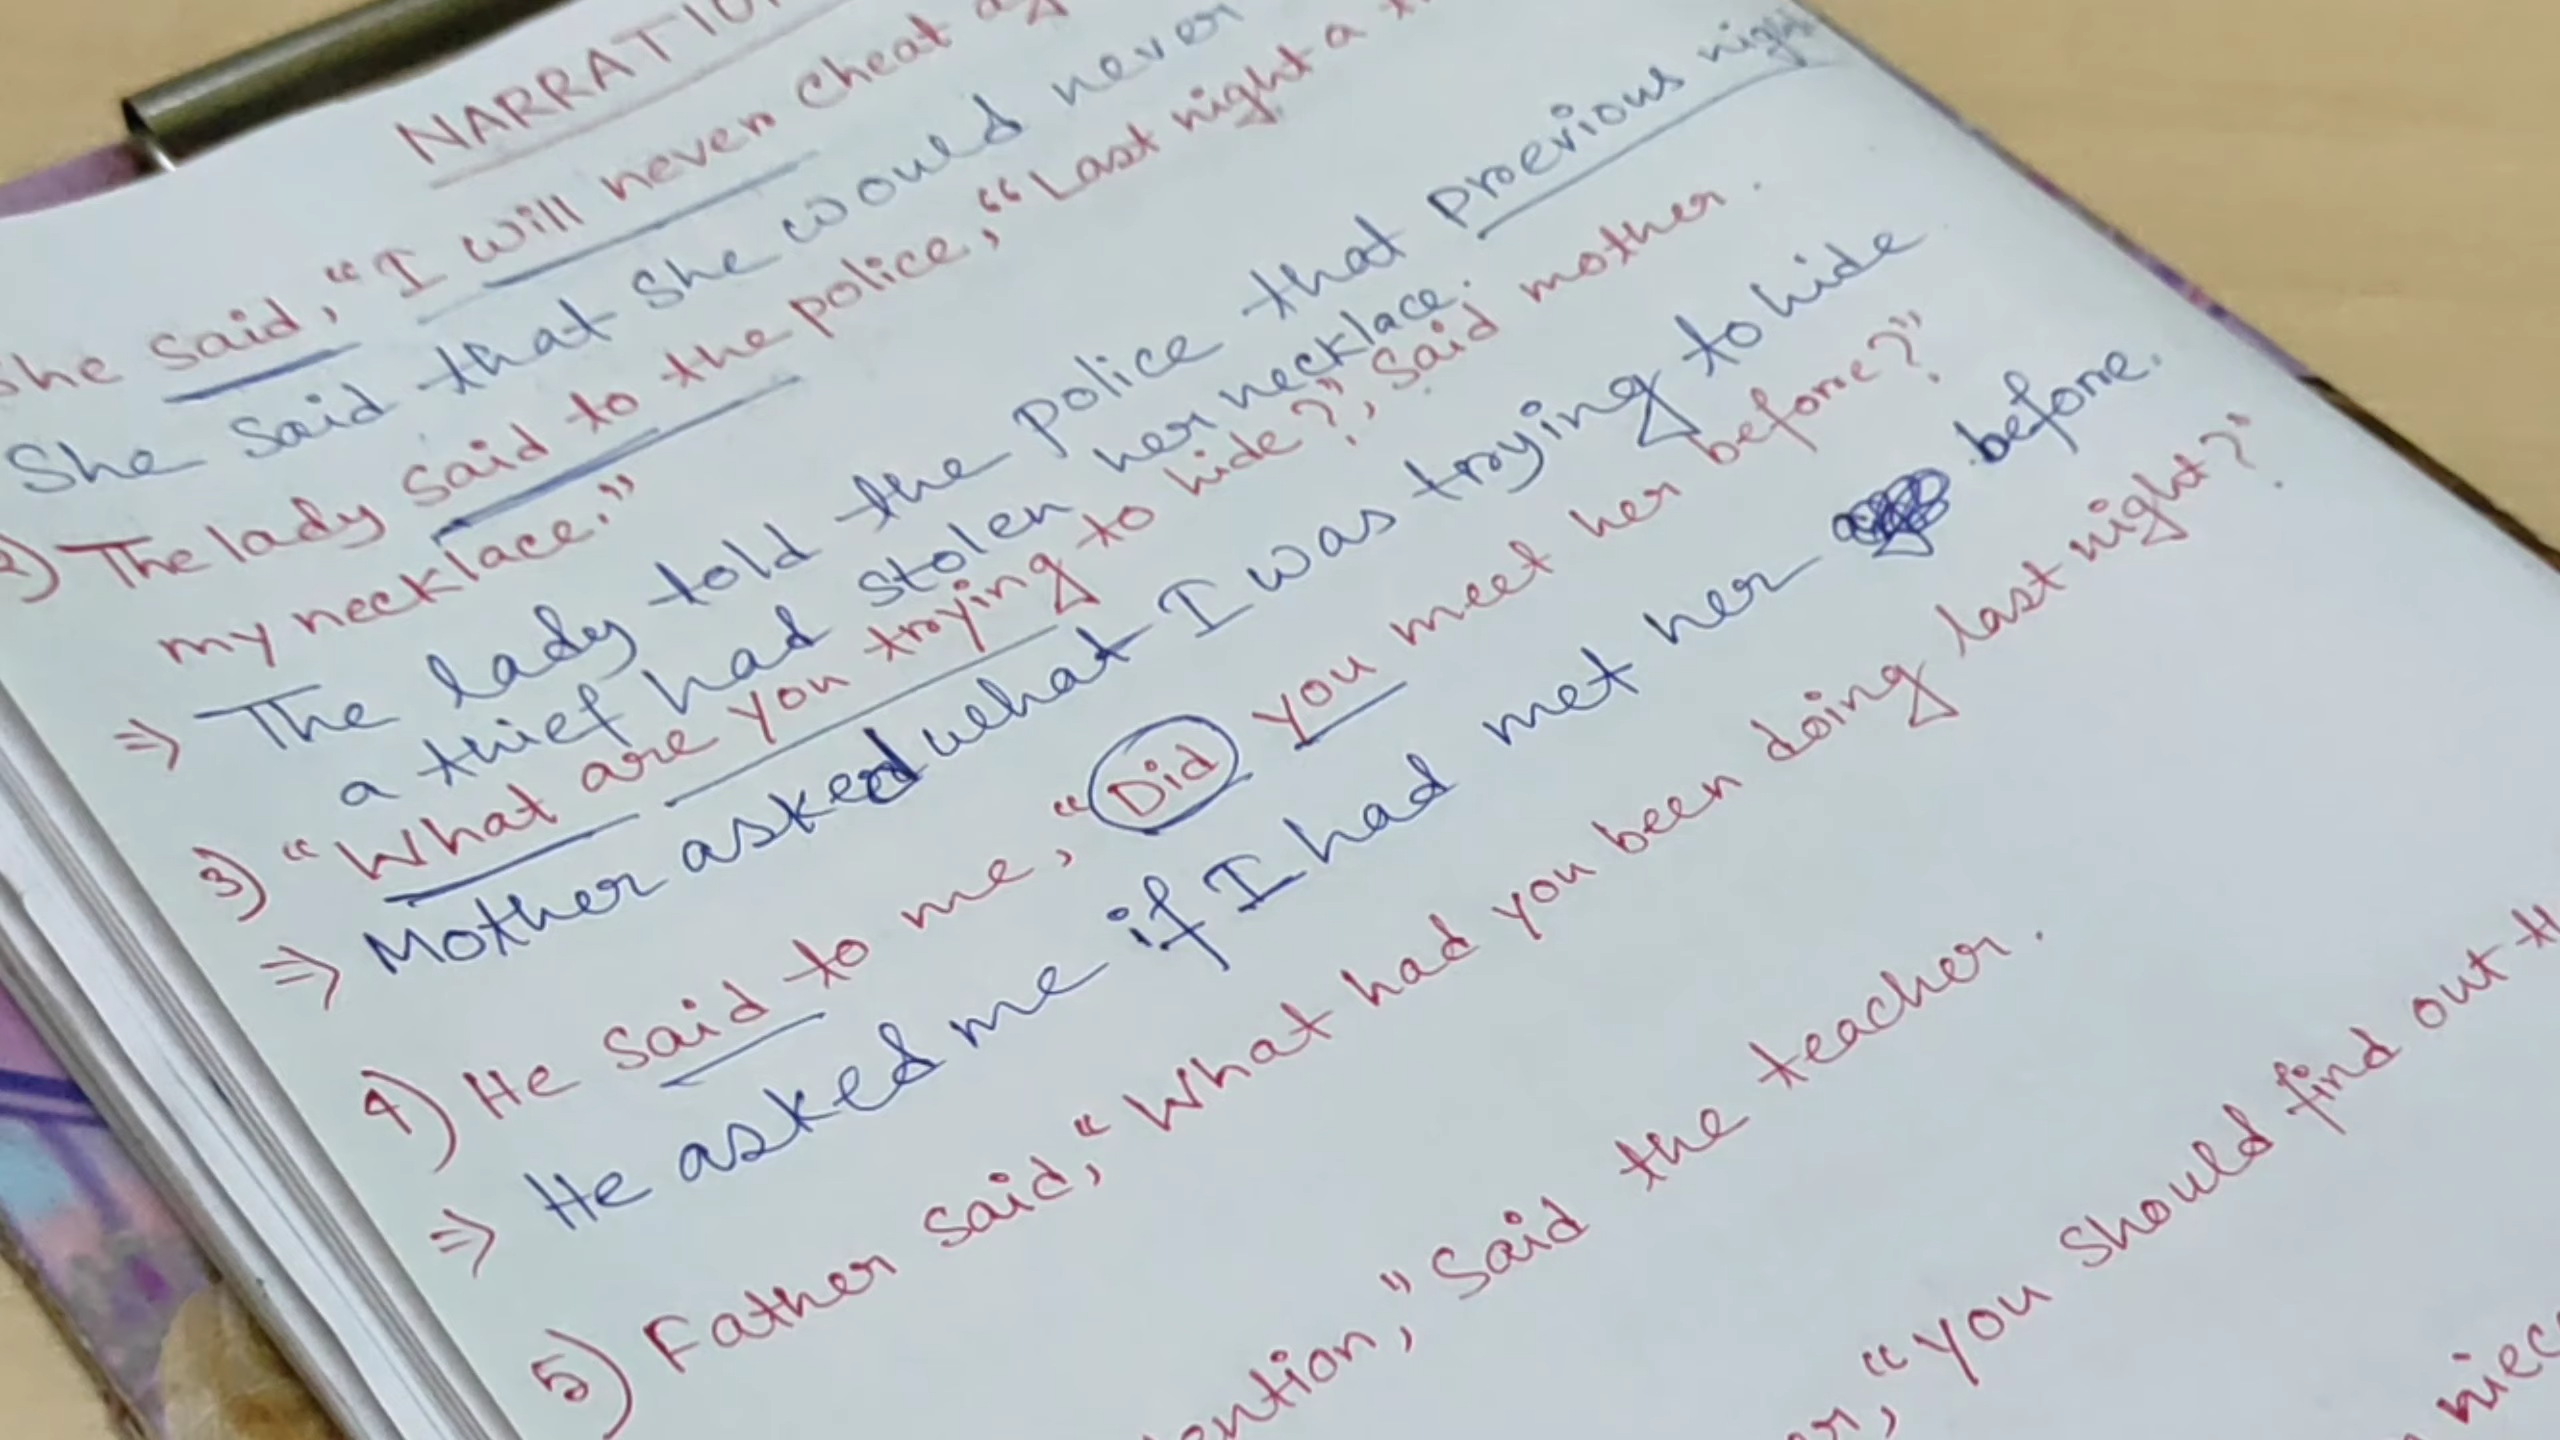 NARRATIO
She said, "I will never cheat
She said that she would never
2) The lady said to the police, "Last night a
my necklace."
⇒ The lady told the police that previous night
a thief had stolen her necklace.
3) "What are you trying to hide?", said mother.
⇒ Mother asked what I was trying to hide
4) He said to me, "Did you meet her before?"
⇒ He asked me if I had met her before.
5) Father said, "What had you been doing last night?"
ention," said the teacher.
er, "You should find out th
niec